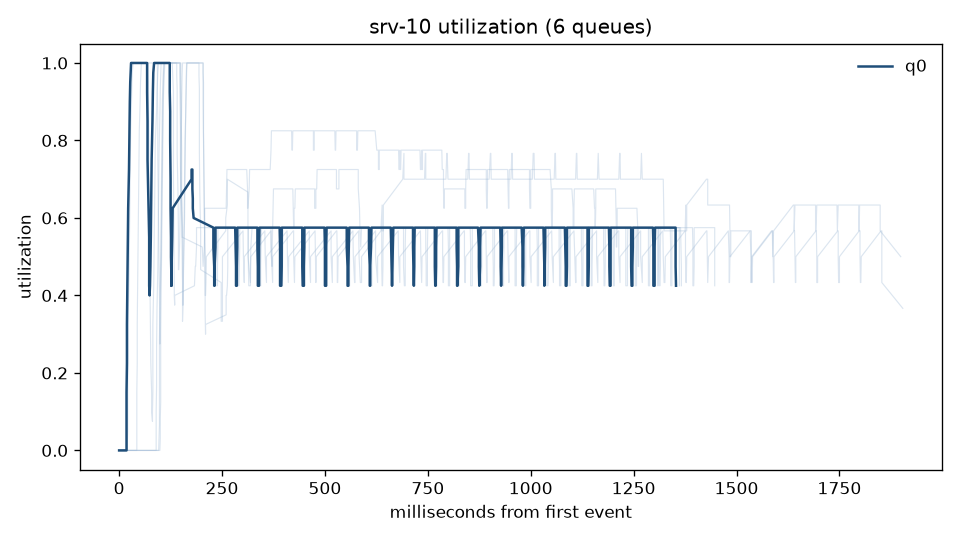 srv-10 utilization (6 queues)
q0
1.0
0.8
0.6
0.4
0.2
0.0
utilization
0 250 500 750 1000 1250 1500 1750
milliseconds from first event